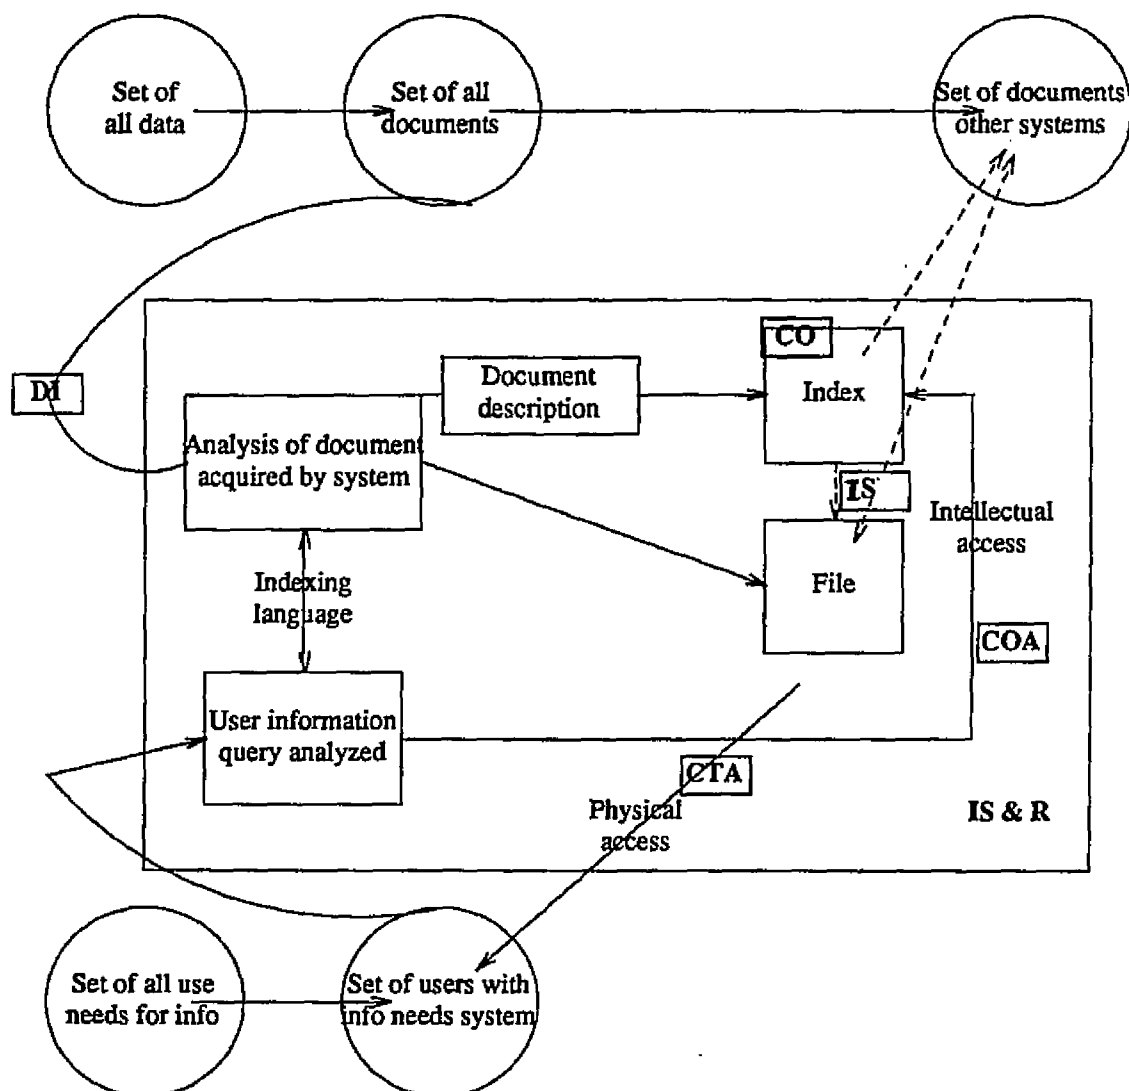 Set of
all data
Set of all
documents
Set of documents
other systems
DI
CO
Index
Document
description
Analysis of document
acquired by system
IS
Intellectual
access
Indexing
language
File
COA
User information
query analyzed
CTA
Physical
access
IS & R
Set of all use
needs for info
Set of users with
info needs system